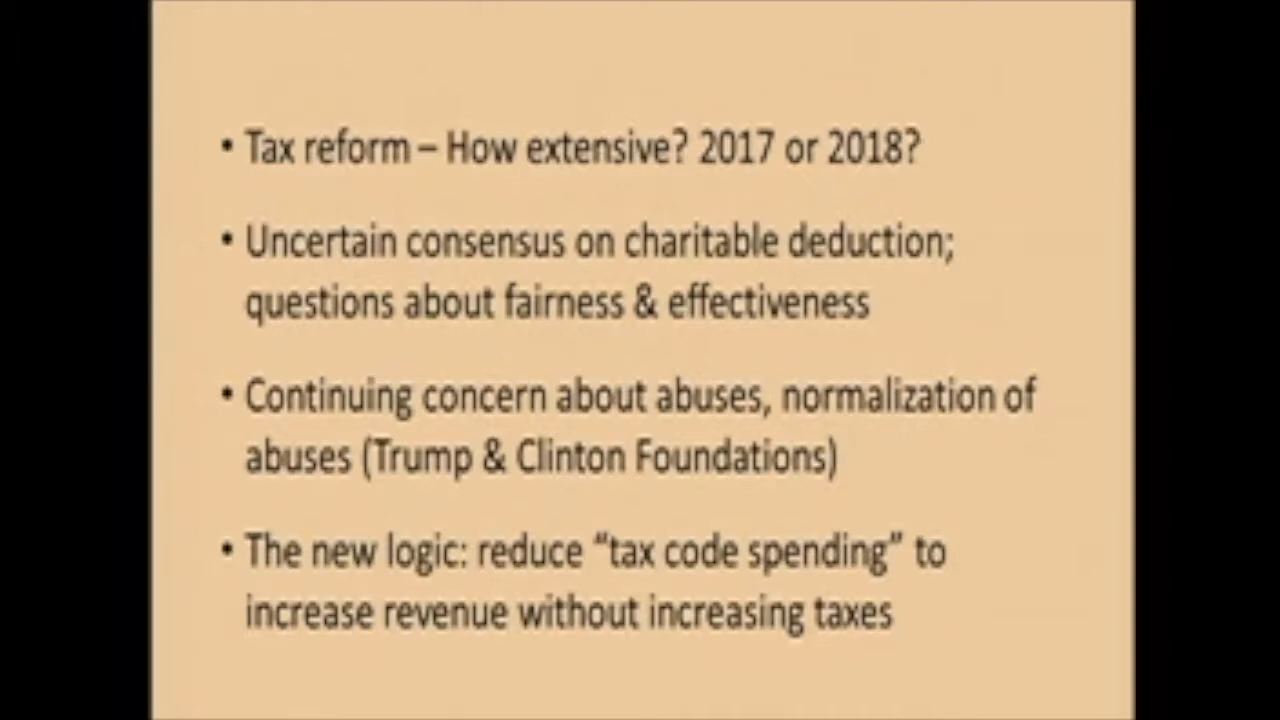 • Tax reform – How extensive? 2017 or 2018?
• Uncertain consensus on charitable deduction;
questions about fairness & effectiveness
• Continuing concern about abuses, normalization of
abuses (Trump & Clinton Foundations)
• The new logic: reduce “tax code spending” to
increase revenue without increasing taxes